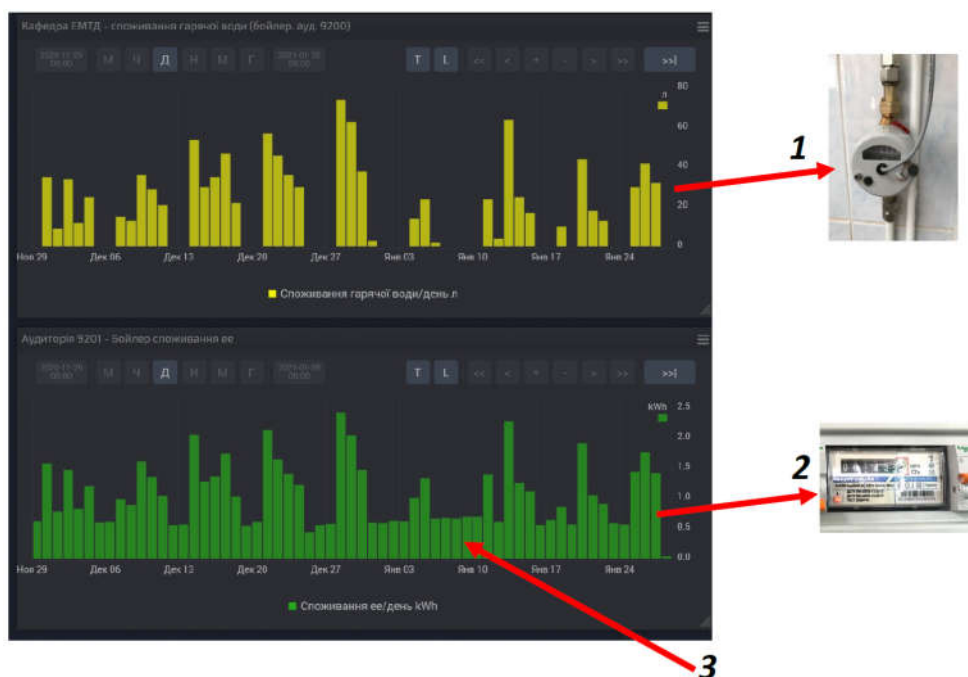 Кафедра ЕМТД - споживання гарячої води (бойлер. ауд. 9200)
М Ч Д Н М Г T L << < + - > >> >>|
л
80
60
40
20
0
Ноя 29 Дек 06 Дек 13 Дек 20 Дек 27 Янв 03 Янв 10 Янв 17 Янв 24
Споживання гарячої води/день л
1
Аудиторія 9201 - Бойлер споживання ее
М Ч Д Н М Г T L << < + - > >> >>|
kWh
2.5
2.0
1.5
1.0
0.5
0.0
Ноя 29 Дек 06 Дек 13 Дек 20 Дек 27 Янв 03 Янв 10 Янв 17 Янв 24
Споживання ее/день kWh
2
3